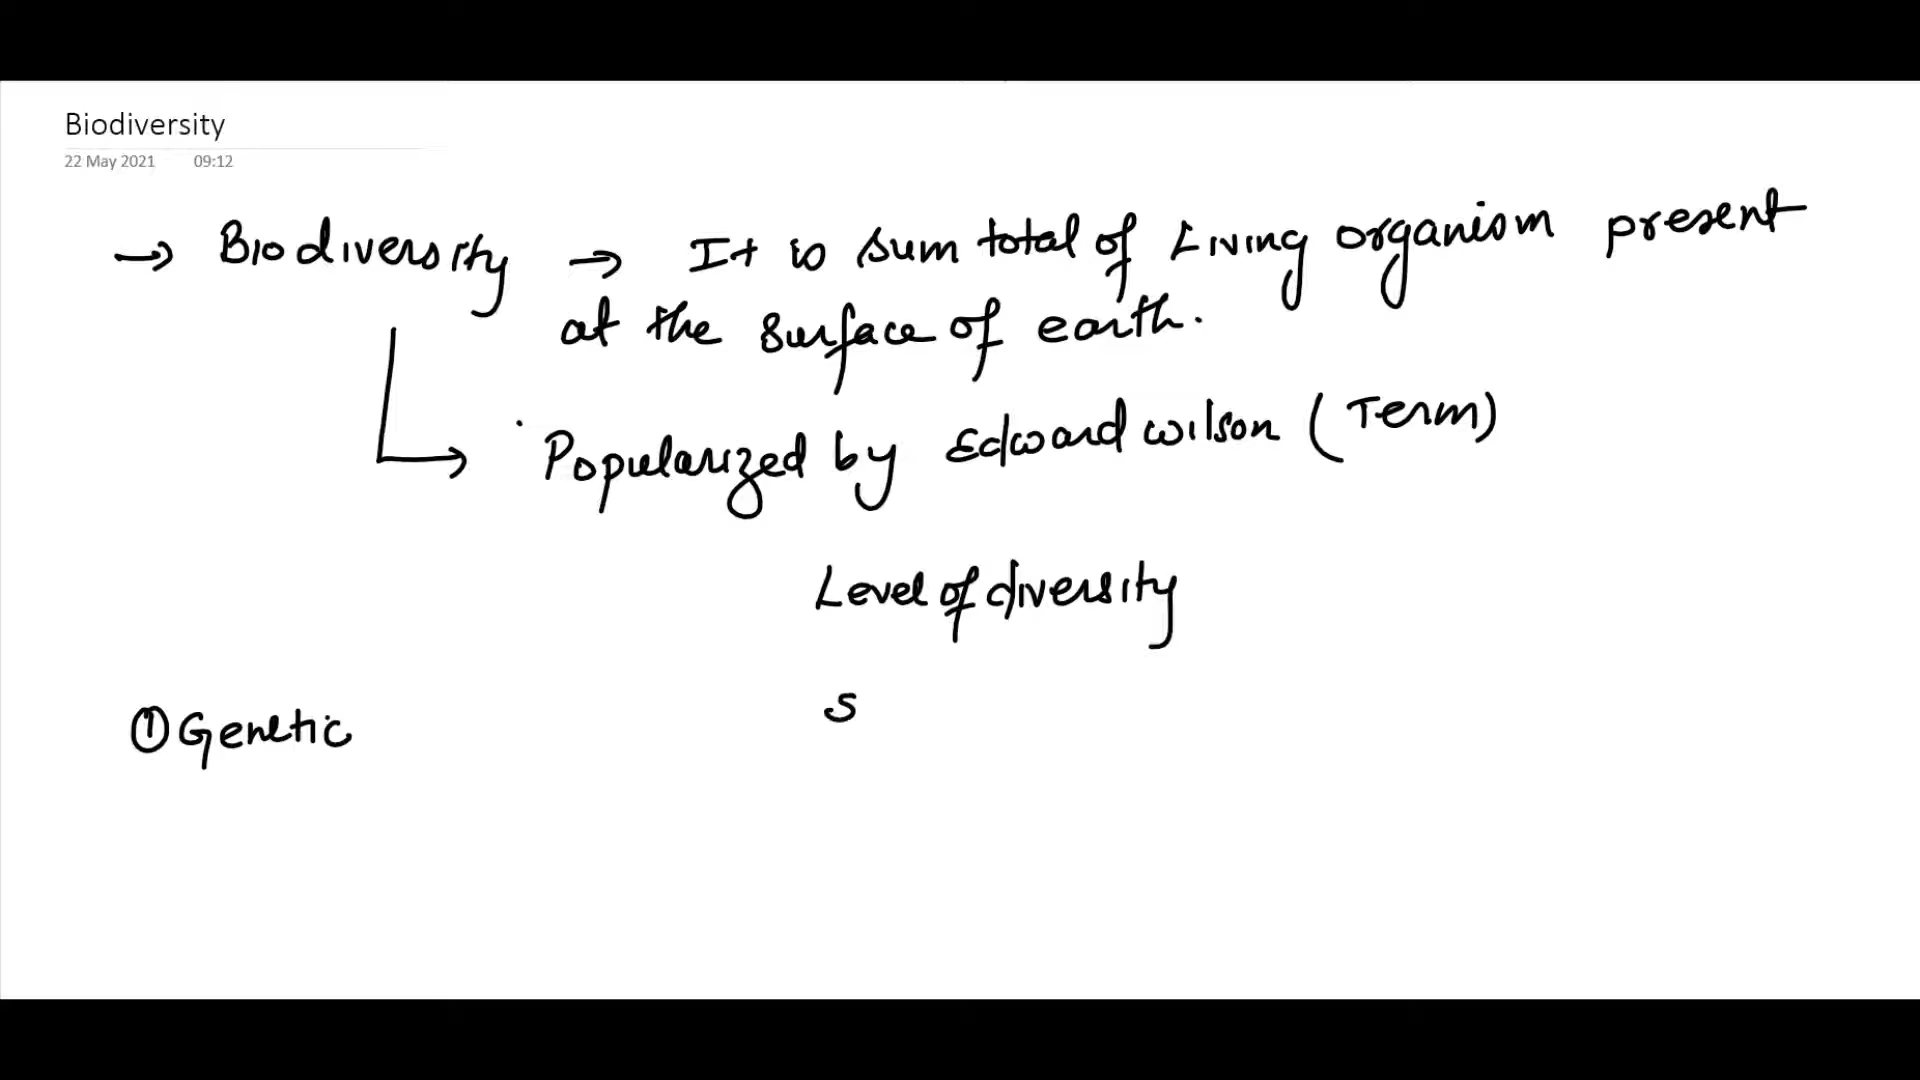 Biodiversity
22 May 2021 09:12
→ Biodiversity → It is sum total of Living organism present
at the surface of earth.
Popularized by Edward wilson (Term)
Level of diversity
① Genetic
S